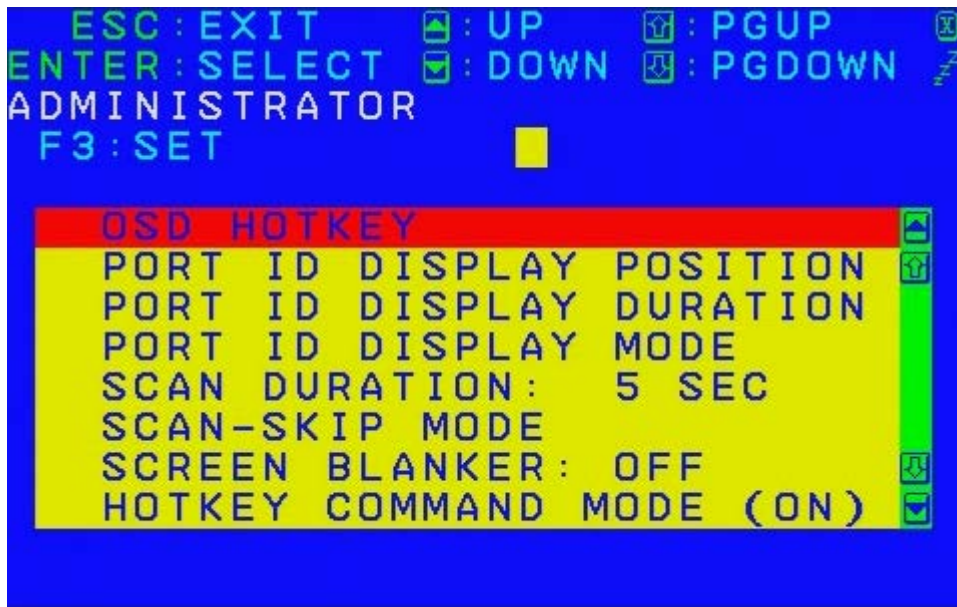 ESC:EXIT :UP :PGUP
ENTER:SELECT :DOWN :PGDOWN
ADMINISTRATOR
F3:SET
OSD HOTKEY
PORT ID DISPLAY POSITION
PORT ID DISPLAY DURATION
PORT ID DISPLAY MODE
SCAN DURATION: 5 SEC
SCAN-SKIP MODE
SCREEN BLANKER: OFF
HOTKEY COMMAND MODE (ON)